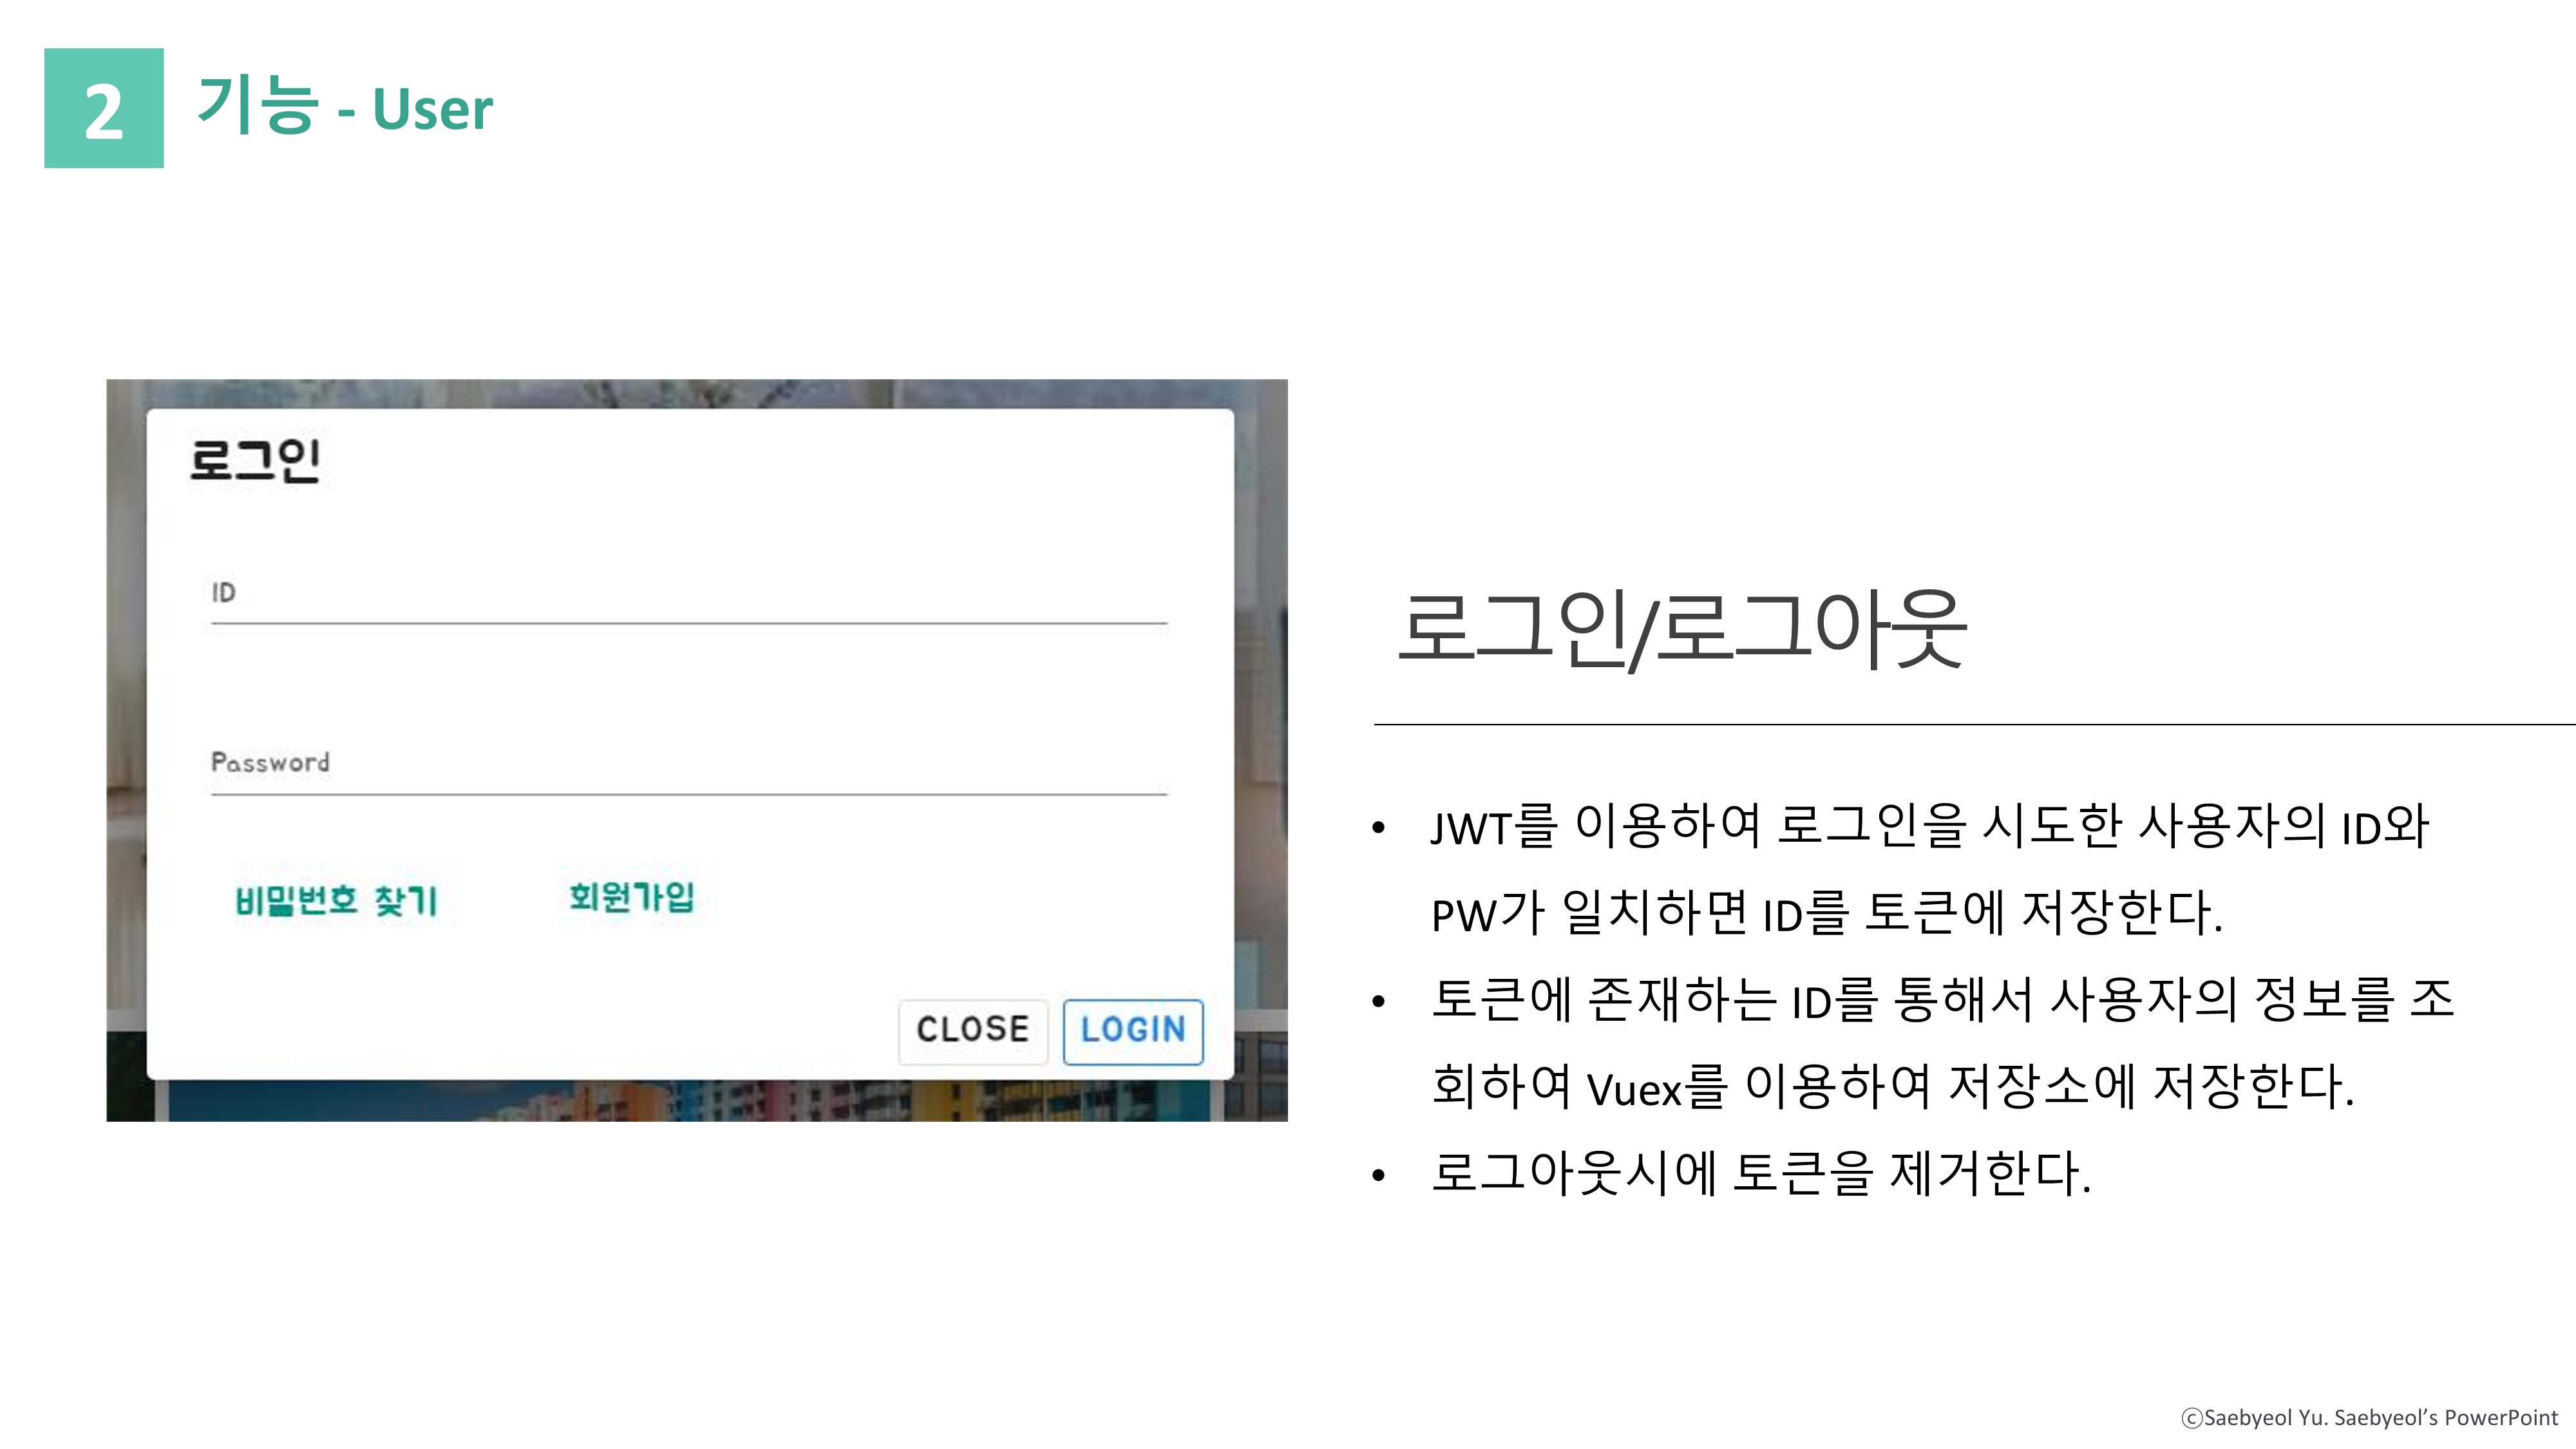 2
기능 - User
로그인
ID
Password
비밀번호 찾기
회원가입
CLOSE
LOGIN
로그인/로그아웃
• JWT를 이용하여 로그인을 시도한 사용자의 ID와
PW가 일치하면 ID를 토큰에 저장한다.
• 토큰에 존재하는 ID를 통해서 사용자의 정보를 조
회하여 Vuex를 이용하여 저장소에 저장한다.
• 로그아웃시에 토큰을 제거한다.
ⓒSaebyeol Yu. Saebyeol’s PowerPoint